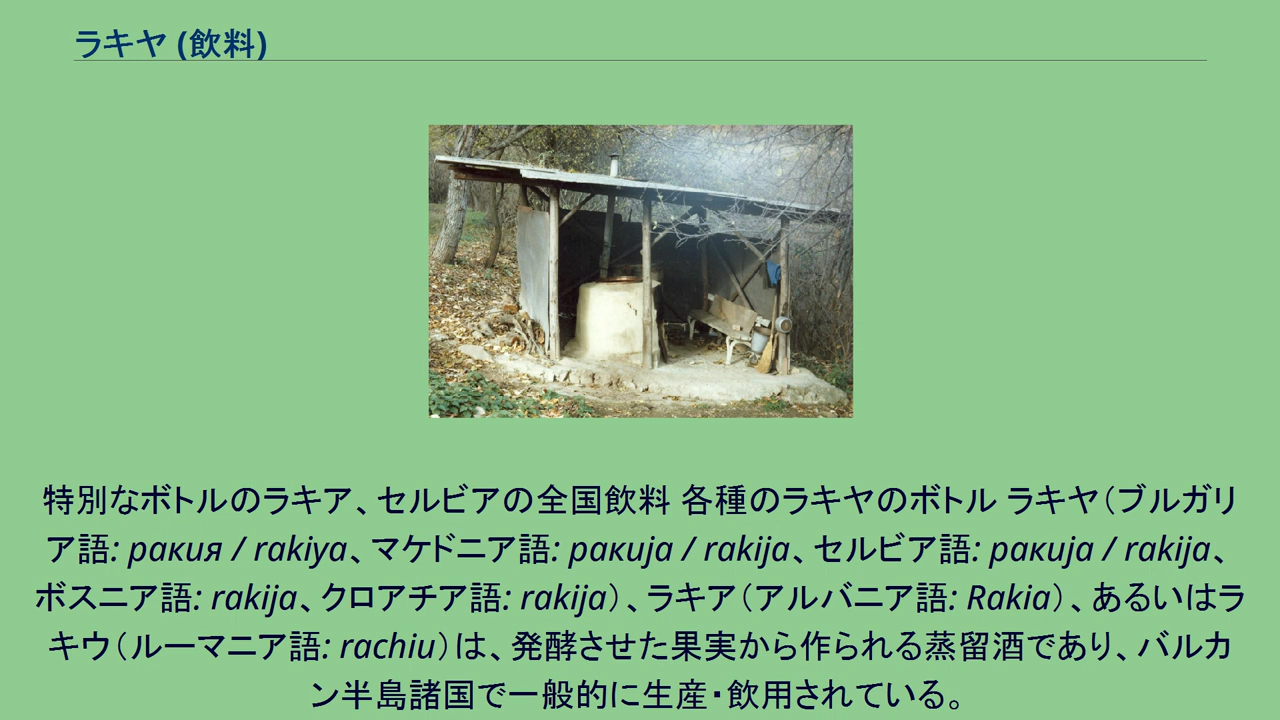 ラキヤ (飲料)
特別なボトルのラキア、セルビアの全国飲料 各種のラキヤのボトル ラキヤ（ブルガリ
ア語: ракия / rakiya、マケドニア語: ракија / rakija、セルビア語: ракија / rakija、
ボスニア語: rakija、クロアチア語: rakija）、ラキア（アルバニア語: Rakia）、あるいはラ
キウ（ルーマニア語: rachiu）は、発酵させた果実から作られる蒸留酒であり、バルカ
ン半島諸国で一般的に生産・飲用されている。